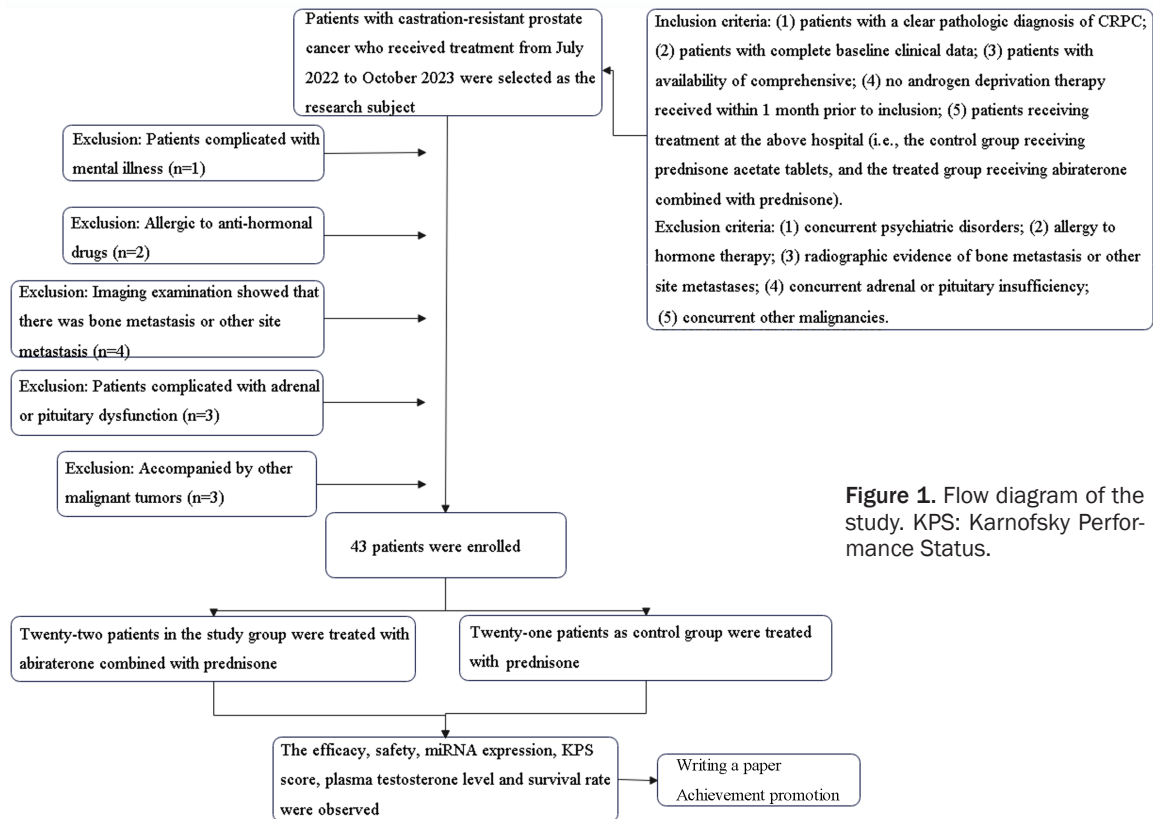 Patients with castration-resistant prostate
cancer who received treatment from July
2022 to October 2023 were selected as the
research subject
Inclusion criteria: (1) patients with a clear pathologic diagnosis of CRPC;
(2) patients with complete baseline clinical data; (3) patients with
availability of comprehensive; (4) no androgen deprivation therapy
received within 1 month prior to inclusion; (5) patients receiving
treatment at the above hospital (i.e., the control group receiving
prednisone acetate tablets, and the treated group receiving abiraterone
combined with prednisone).
Exclusion criteria: (1) concurrent psychiatric disorders; (2) allergy to
hormone therapy; (3) radiographic evidence of bone metastasis or other
site metastases; (4) concurrent adrenal or pituitary insufficiency;
(5) concurrent other malignancies.
Exclusion: Patients complicated with
mental illness (n=1)
Exclusion: Allergic to anti-hormonal
drugs (n=2)
Exclusion: Imaging examination showed that
there was bone metastasis or other site
metastasis (n=4)
Exclusion: Patients complicated with adrenal
or pituitary dysfunction (n=3)
Exclusion: Accompanied by other
malignant tumors (n=3)
43 patients were enrolled
Figure 1. Flow diagram of the
study. KPS: Karnofsky Perfor-
mance Status.
Twenty-two patients in the study group were treated with
abiraterone combined with prednisone
Twenty-one patients as control group were treated
with prednisone
The efficacy, safety, miRNA expression, KPS
score, plasma testosterone level and survival rate
were observed
Writing a paper
Achievement promotion